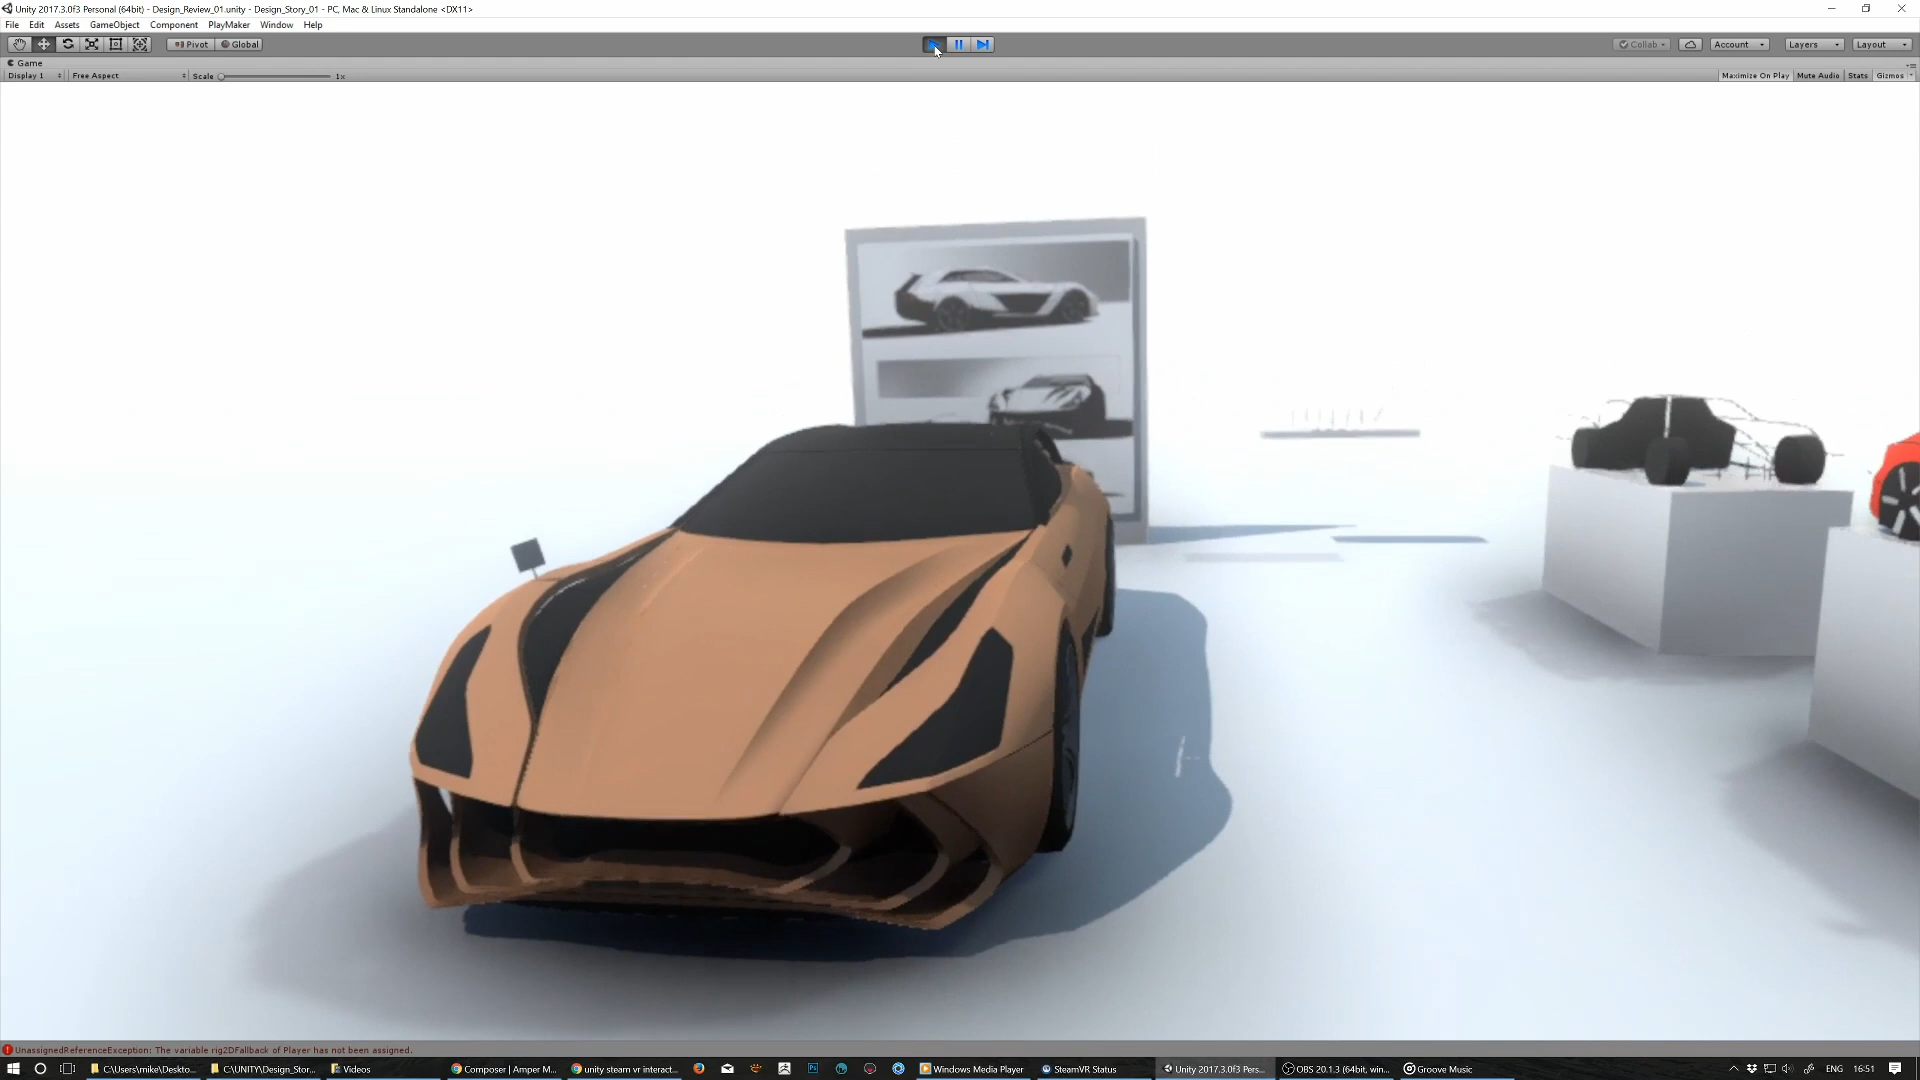 Unity 2017.3.0f3 Personal (64bit) - Design_Review_01.unity - Design_Story_01 - PC, Mac & Linux Standalone <DX11>
File Edit Assets GameObject Component PlayMaker Window Help
Pivot Global Collab Account Layers Layout
Game
Display 1 Free Aspect Scale 1x Maximize On Play Mute Audio Stats Gizmos
UnassignedReferenceException: The variable rig2DFallback of Player has not been assigned.
C:\Users\mike\Deskto... C:\UNITY\Design_Stor... Videos Composer | Amper M... unity steam vr interact... Windows Media Player SteamVR Status Unity 2017.3.0f3 Pers... OBS 20.1.3 (64bit, win... Groove Music ENG 16:51